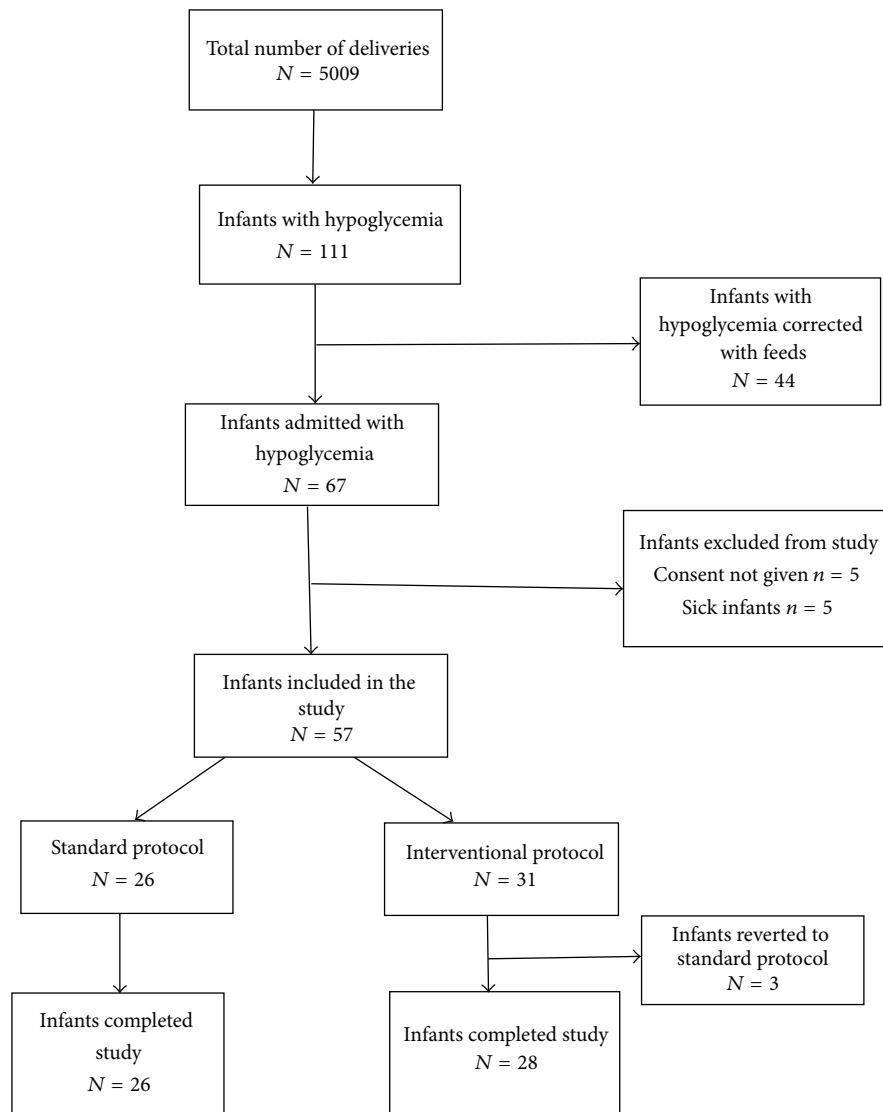 Total number of deliveries
N = 5009
Infants with hypoglycemia
N = 111
Infants with
hypoglycemia corrected
with feeds
N = 44
Infants admitted with
hypoglycemia
N = 67
Infants excluded from study
Consent not given n = 5
Sick infants n = 5
Infants included in the
study
N = 57
Standard protocol
N = 26
Interventional protocol
N = 31
Infants reverted to
standard protocol
N = 3
Infants completed
study
N = 26
Infants completed study
N = 28